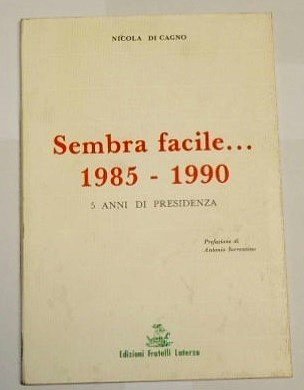 NICOLA DI CAGNO
Sembra facile...
1985 - 1990
5 ANNI DI PRESIDENZA
Prefazione di
Antonio Sorrentino
Edizioni Fratelli Laterza